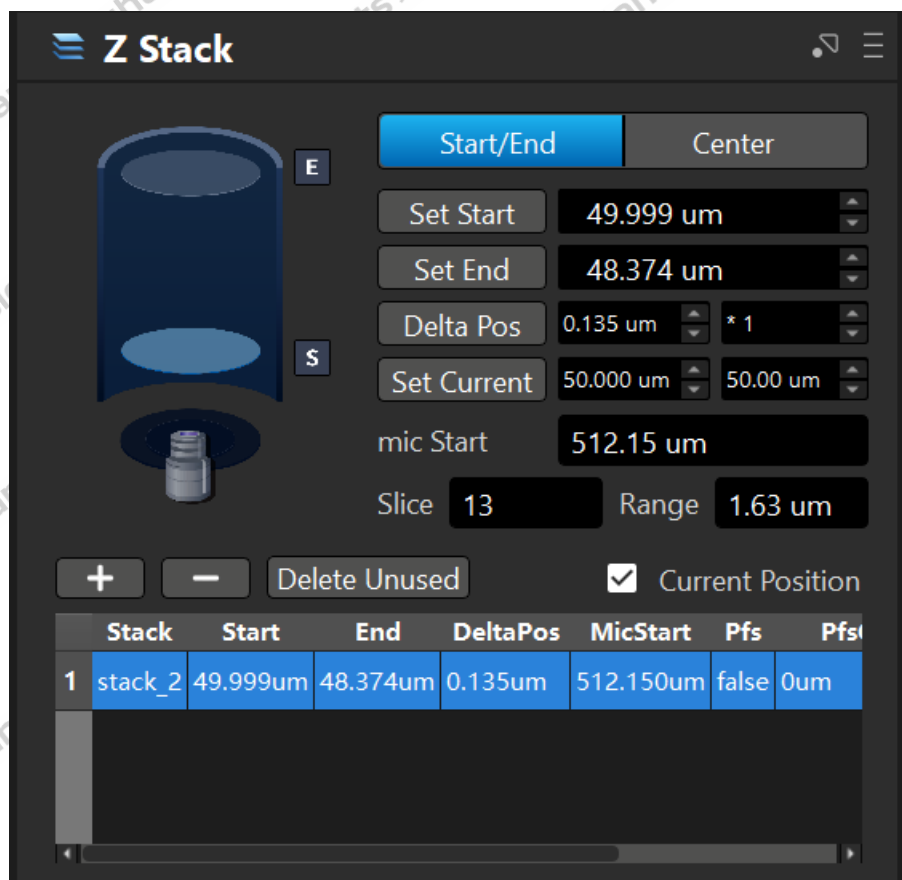 Z Stack
Start/End Center
E
Set Start 49.999 um
Set End 48.374 um
Delta Pos 0.135 um * 1
S
Set Current 50.000 um 50.00 um
mic Start 512.15 um
Slice 13 Range 1.63 um
+ − Delete Unused Current Position
Stack Start End DeltaPos MicStart Pfs
1 stack_2 49.999um 48.374um 0.135um 512.150um false 0um